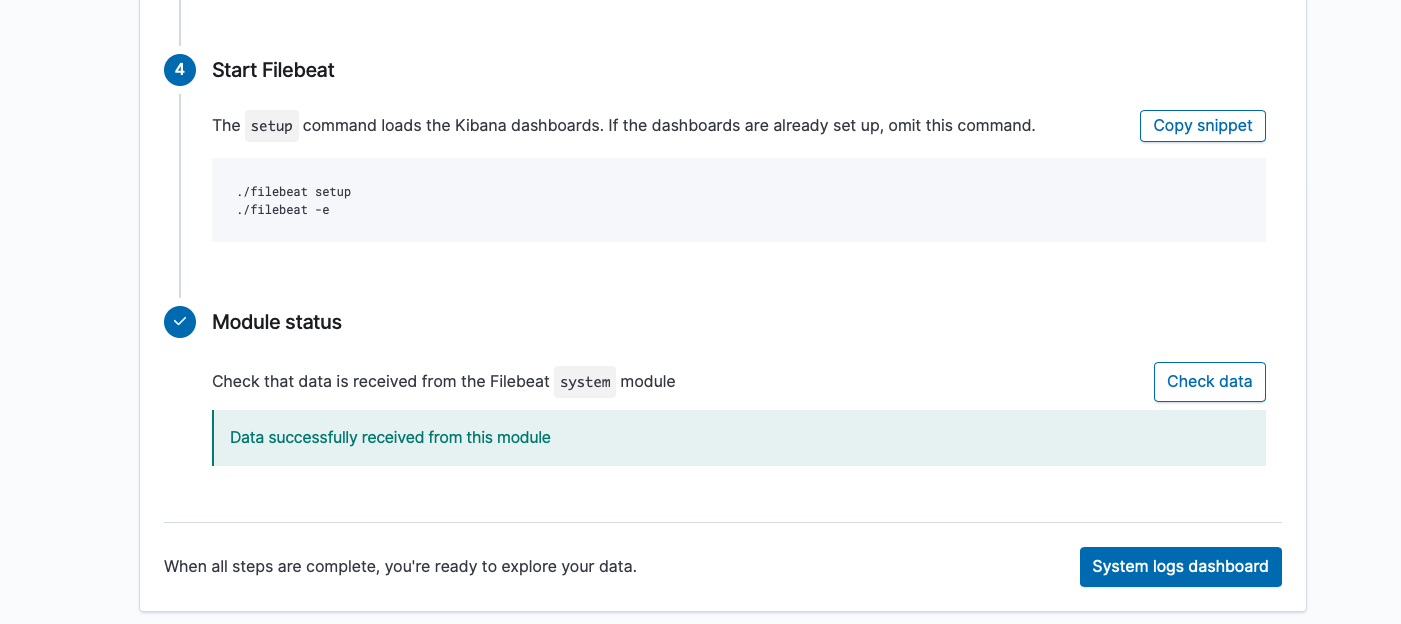 4 Start Filebeat
The setup command loads the Kibana dashboards. If the dashboards are already set up, omit this command.
Copy snippet
./filebeat setup
./filebeat -e
Module status
Check that data is received from the Filebeat system module
Check data
Data successfully received from this module
When all steps are complete, you're ready to explore your data.
System logs dashboard